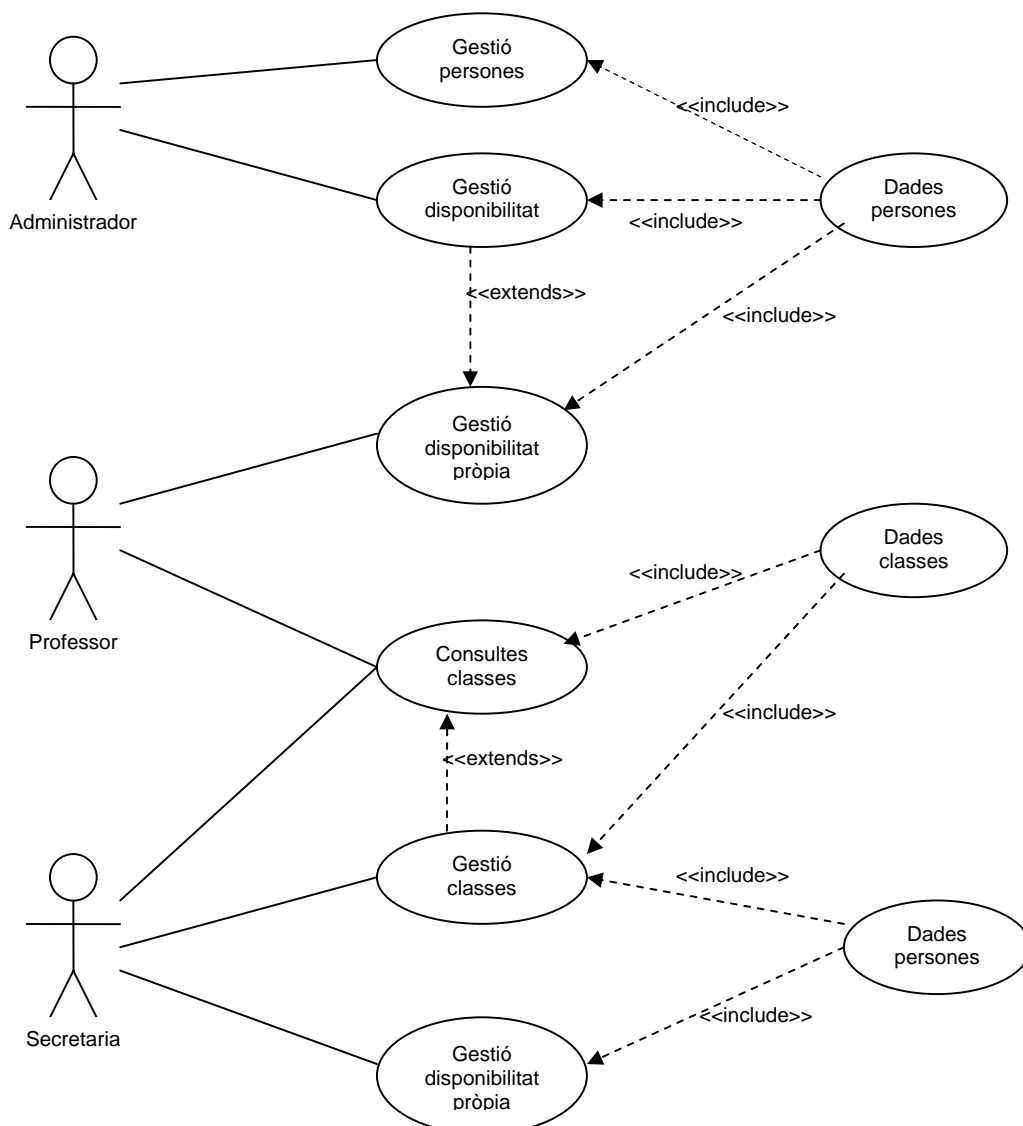 Gestió
persones
<<include>>
Gestió
disponibilitat
Dades
persones
<<include>>
Administrador
<<extends>>
<<include>>
Gestió
disponibilitat
pròpia
Dades
classes
<<include>>
Professor
Consultes
classes
<<include>>
<<extends>>
Gestió
classes
<<include>>
Dades
persones
<<include>>
Secretaria
Gestió
disponibilitat
pròpia